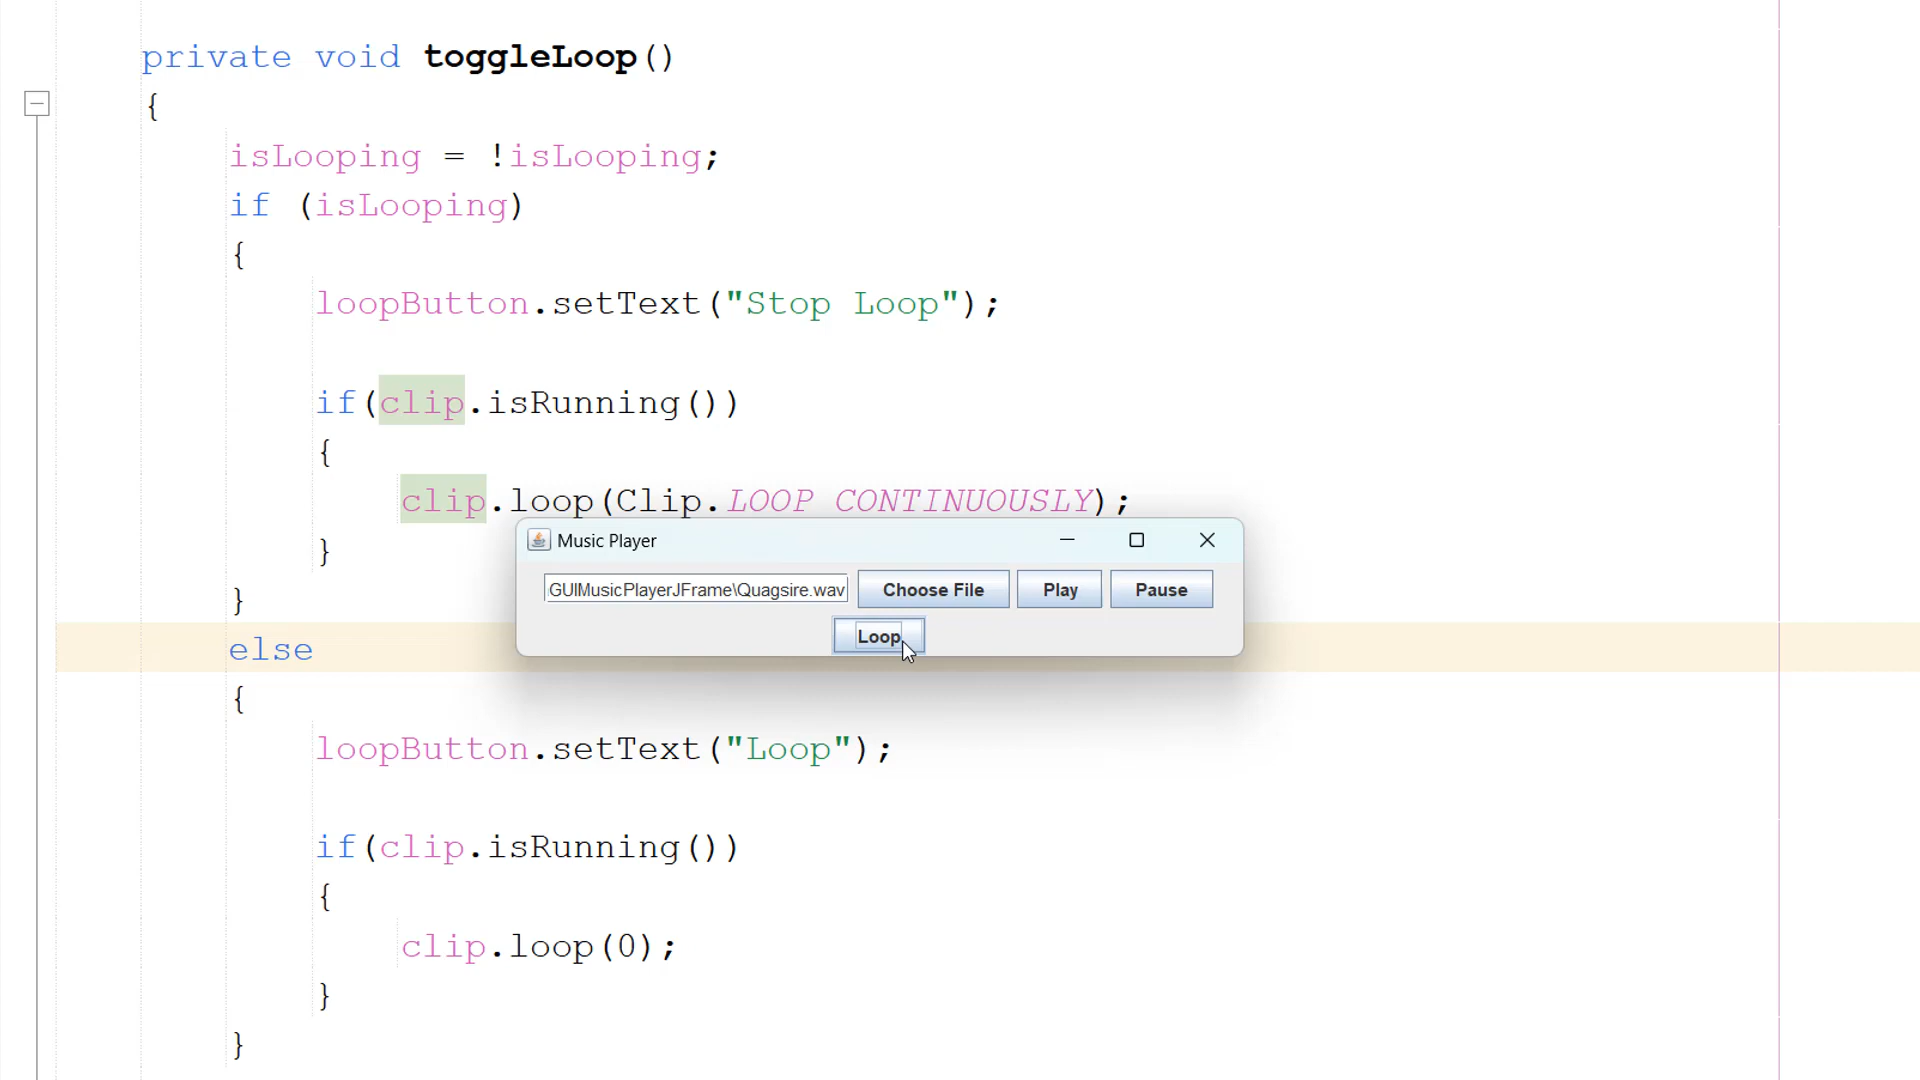 private void toggleLoop()
{
isLooping = !isLooping;
if (isLooping)
{
loopButton.setText("Stop Loop");
if(clip.isRunning())
{
clip.loop(Clip.LOOP_CONTINUOUSLY);
}
}
Music Player
GUIMusicPlayerJFrame\Quagsire.wav Choose File Play Pause
Loop
else
{
loopButton.setText("Loop");
if(clip.isRunning())
{
clip.loop(0);
}
}